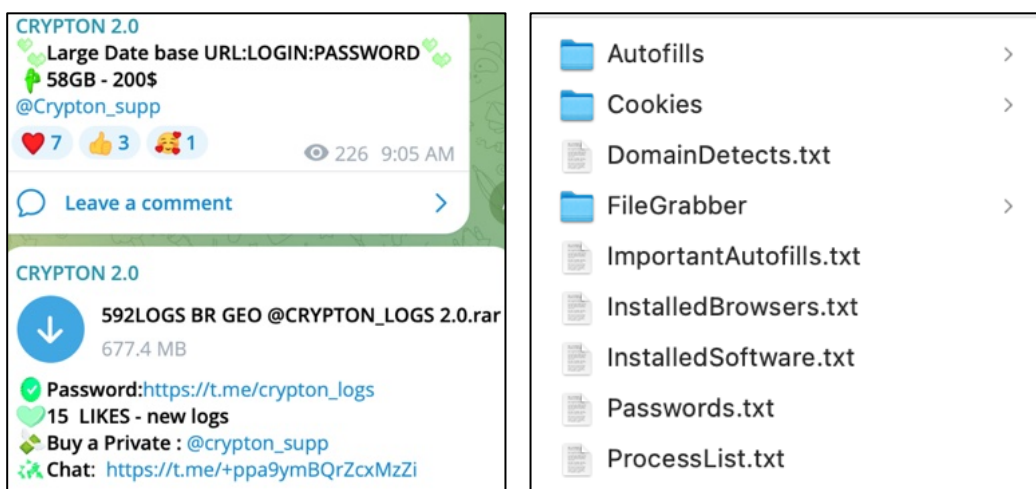 CRYPTON 2.0
Large Date base URL:LOGIN:PASSWORD
58GB - 200$
@Crypton_supp
7 3 1
226 9:05 AM
Leave a comment
CRYPTON 2.0
592LOGS BR GEO @CRYPTON_LOGS 2.0.rar
677.4 MB
Password:https://t.me/crypton_logs
15 LIKES - new logs
Buy a Private : @crypton_supp
Chat: https://t.me/+ppa9ymBQrZcxMzZi
Autofills
Cookies
DomainDetects.txt
FileGrabber
ImportantAutofills.txt
InstalledBrowsers.txt
InstalledSoftware.txt
Passwords.txt
ProcessList.txt